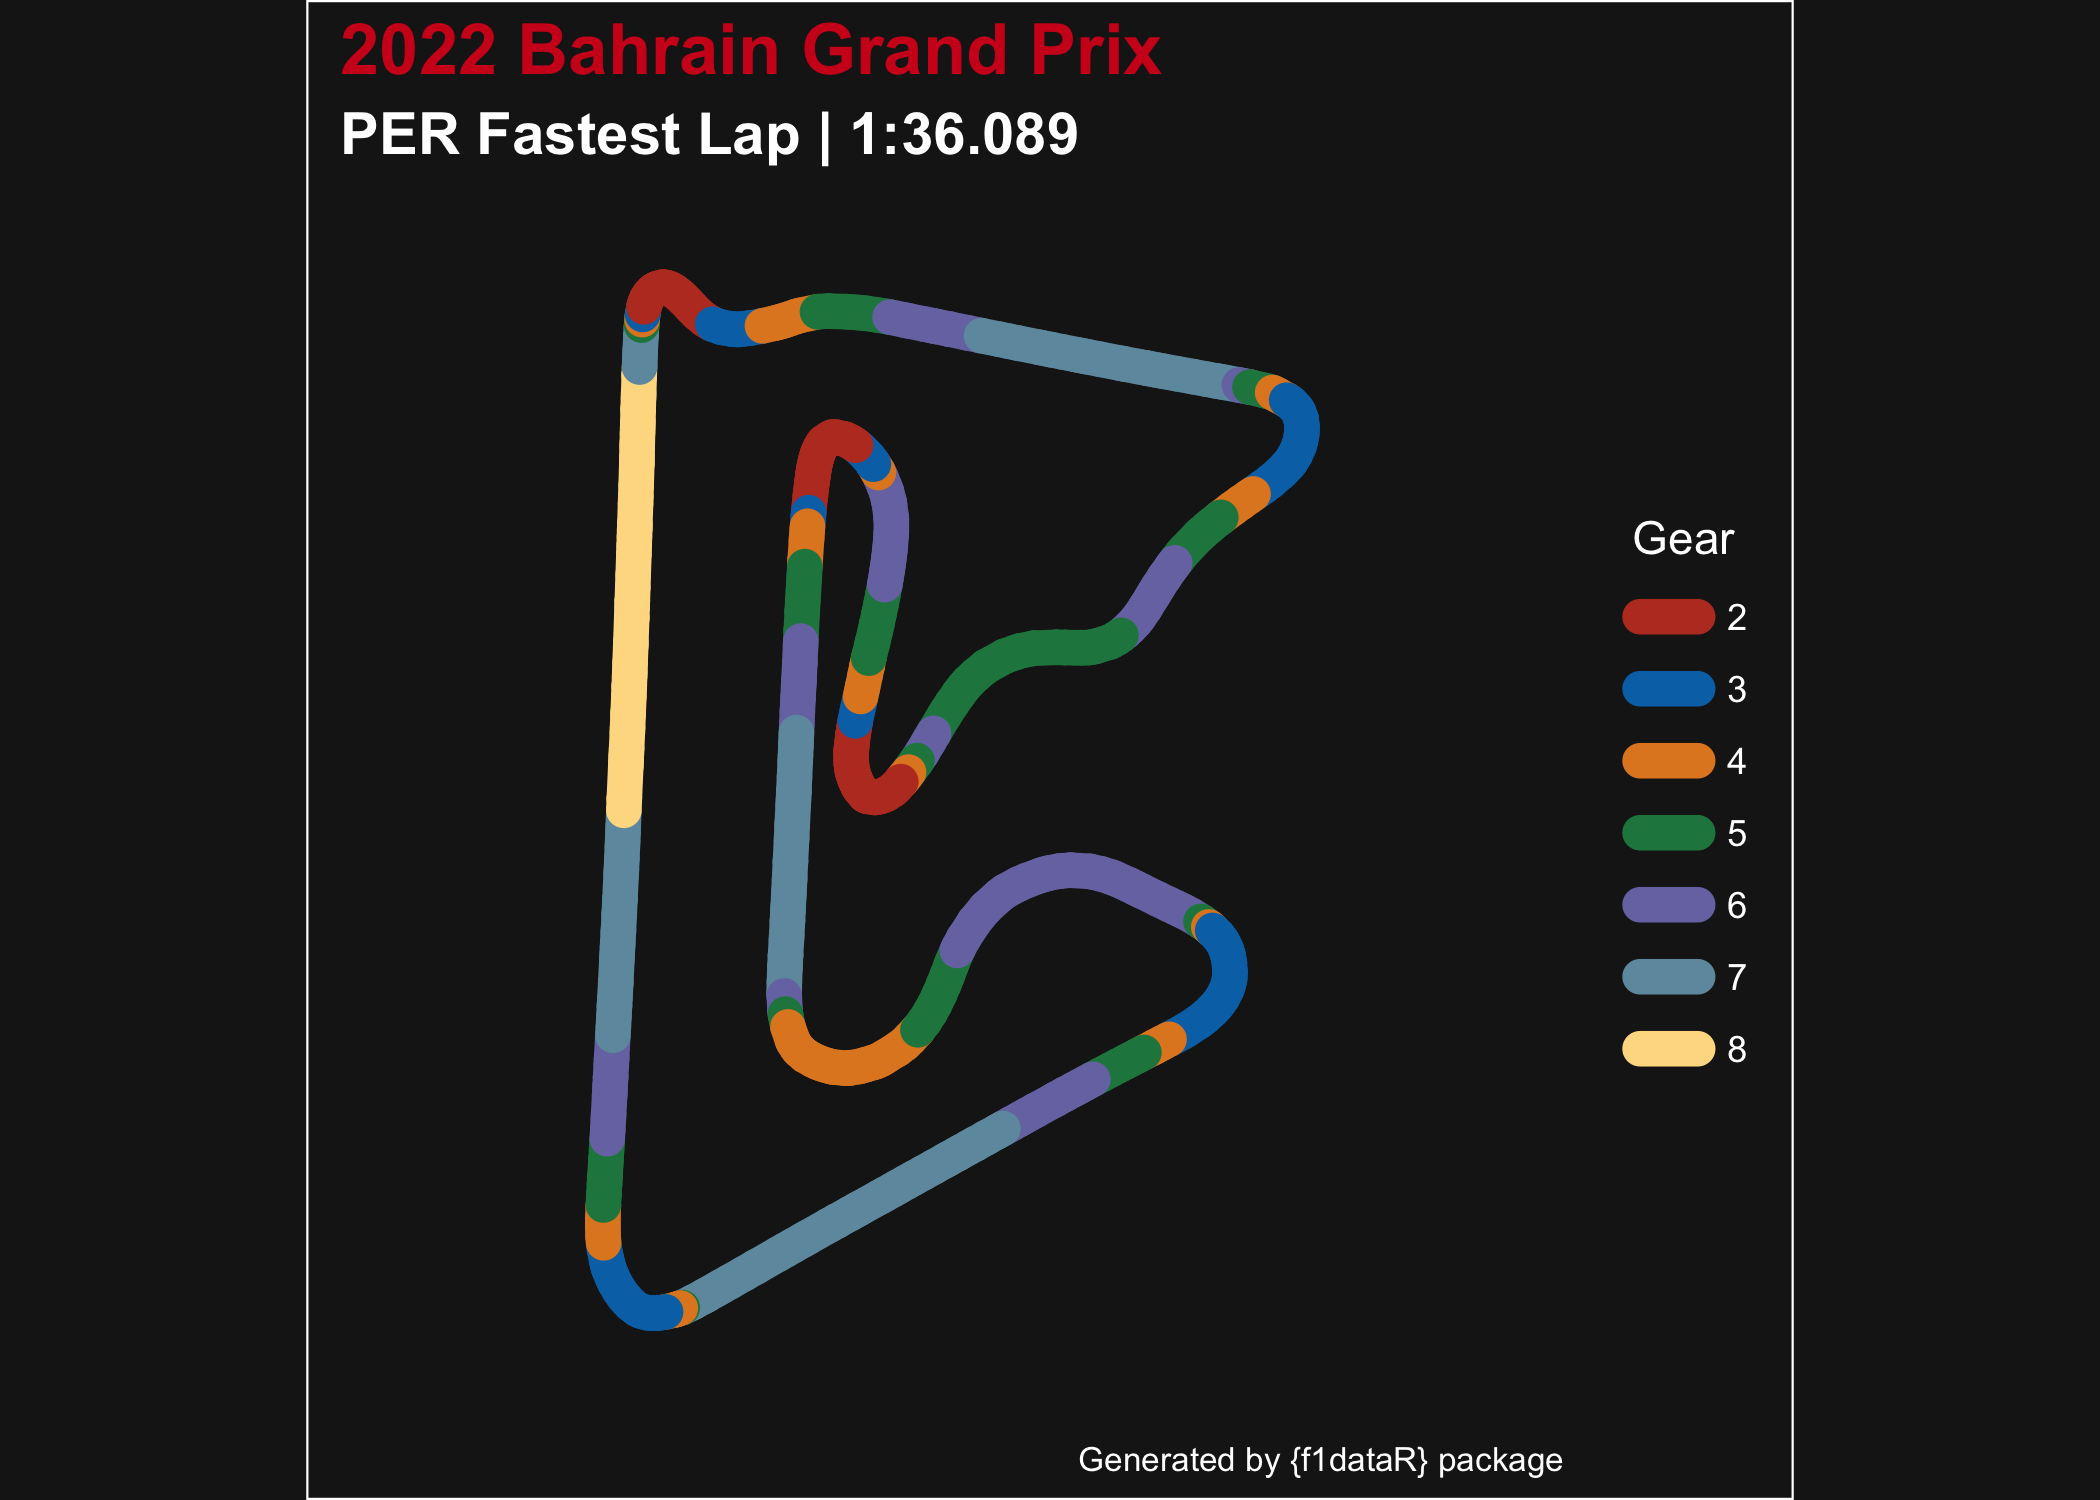 2022 Bahrain Grand Prix
PER Fastest Lap | 1:36.089
Gear
2
3
4
5
6
7
8
Generated by {f1dataR} package